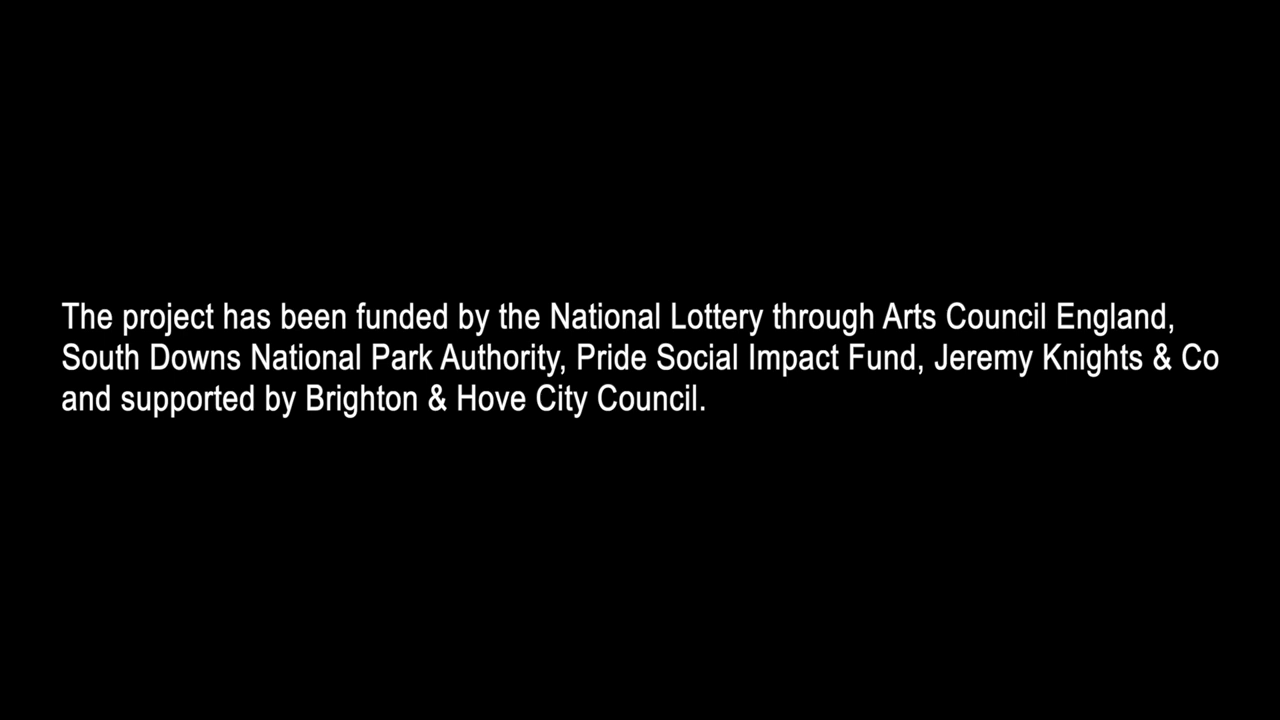 The project has been funded by the National Lottery through Arts Council England,
South Downs National Park Authority, Pride Social Impact Fund, Jeremy Knights & Co
and supported by Brighton & Hove City Council.